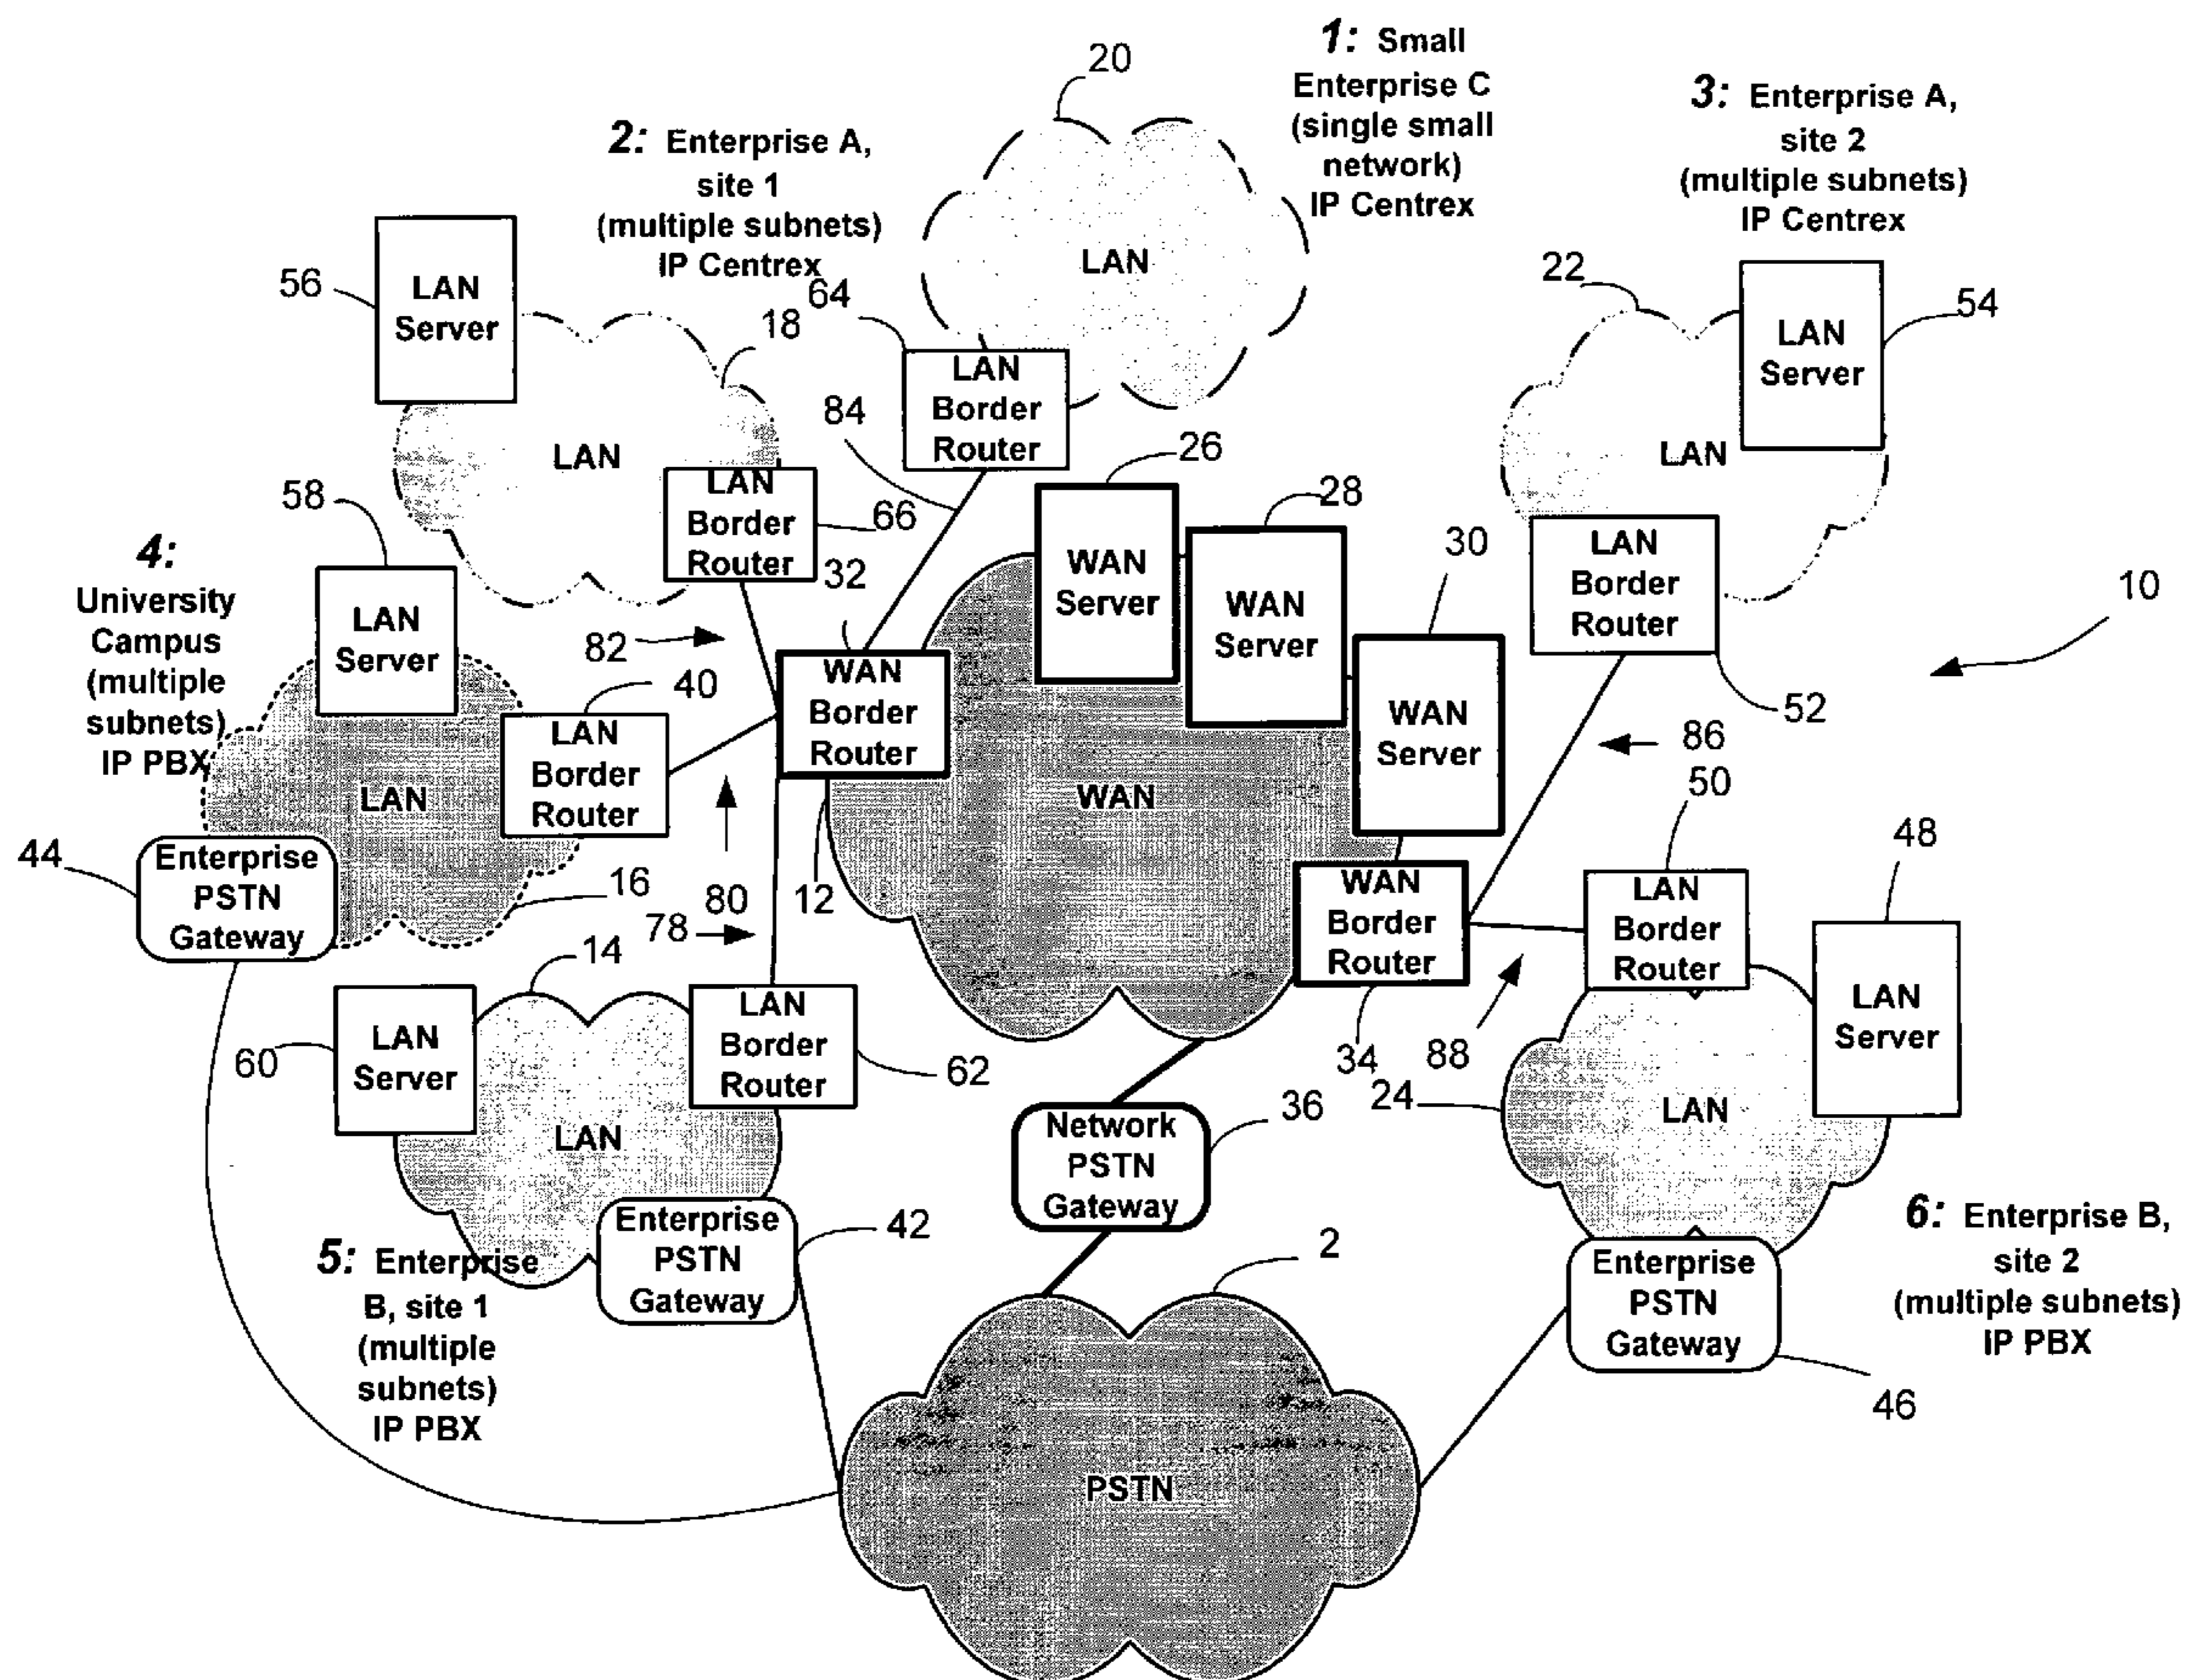 20
1: Small
Enterprise C
(single small
network)
IP Centrex
3: Enterprise A,
site 2
(multiple subnets)
IP Centrex
2: Enterprise A,
site 1
(multiple subnets)
IP Centrex
LAN
56
LAN
Server
64
18
22
LAN
Server
54
LAN
Border
Router
84
LAN
26
LAN
58
LAN
Border
Router
66
28
4:
University
Campus
(multiple
subnets)
IP PBX
LAN
Server
32
WAN
Server
WAN
Server
30
LAN
Border
Router
10
82
40
WAN
Border
Router
WAN
Server
52
LAN
Border
Router
86
LAN
WAN
50
44
Enterprise
PSTN
Gateway
16
80
12
78
WAN
Border
Router
LAN
Border
Router
48
14
LAN
Server
60
LAN
Border
Router
62
34
88
24
LAN
Server
LAN
LAN
Network
PSTN
Gateway
36
Enterprise
PSTN
Gateway
42
2
5: Enterprise
B, site 1
(multiple
subnets)
IP PBX
6: Enterprise B,
site 2
(multiple subnets)
IP PBX
Enterprise
PSTN
Gateway
46
PSTN